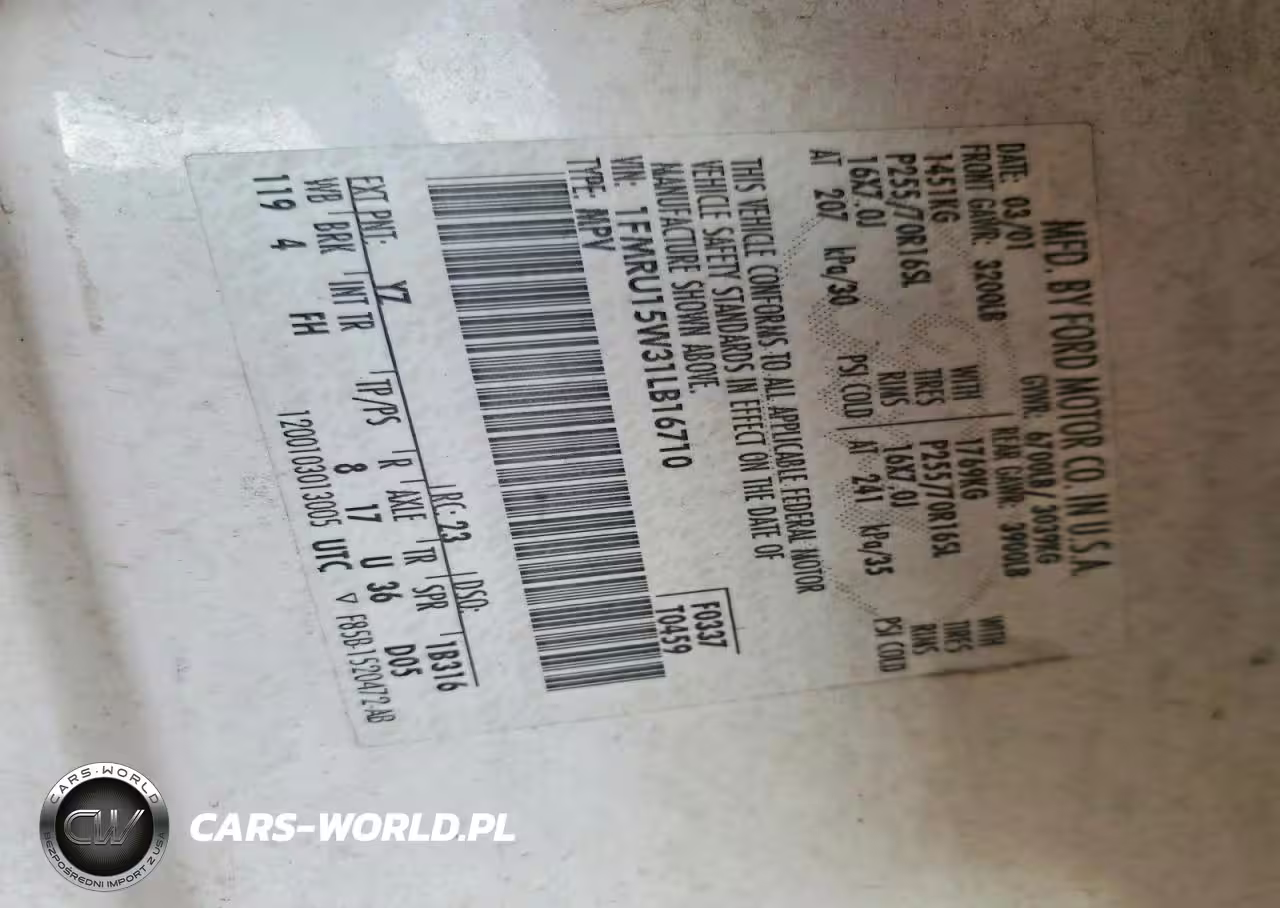 MFD. BY FORD MOTOR CO. IN U.S.A.
DATE: 03/01 GVWR: 6700LB/ 3039KG
FRONT GAWR: 3200LB REAR GAWR: 3900LB
1451KG WITH 1769KG WITH
P255/70R16SL TIRES P255/70R16SL TIRES
16X7.0J RIMS 16X7.0J RIMS
AT 207 kPa/30 PSI COLD AT 241 kPa/35 PSI COLD
THIS VEHICLE CONFORMS TO ALL APPLICABLE FEDERAL MOTOR
VEHICLE SAFETY STANDARDS IN EFFECT ON THE DATE OF
MANUFACTURE SHOWN ABOVE.
VIN: 1FMRU15W31LB16710
TYPE: MPV
F0337
T0459
EXT PNT: YZ RC: 23 DSO:
WB BRK INT TR TP/PS R AXLE TR SPR 1B316
119 4 FH 8 17 U 36 DOS
1200103013005 UTC ▽ F85B-1520472-AB
CARS-WORLD
CW
BEZPOŚREDNI IMPORT Z USA
CARS-WORLD.PL